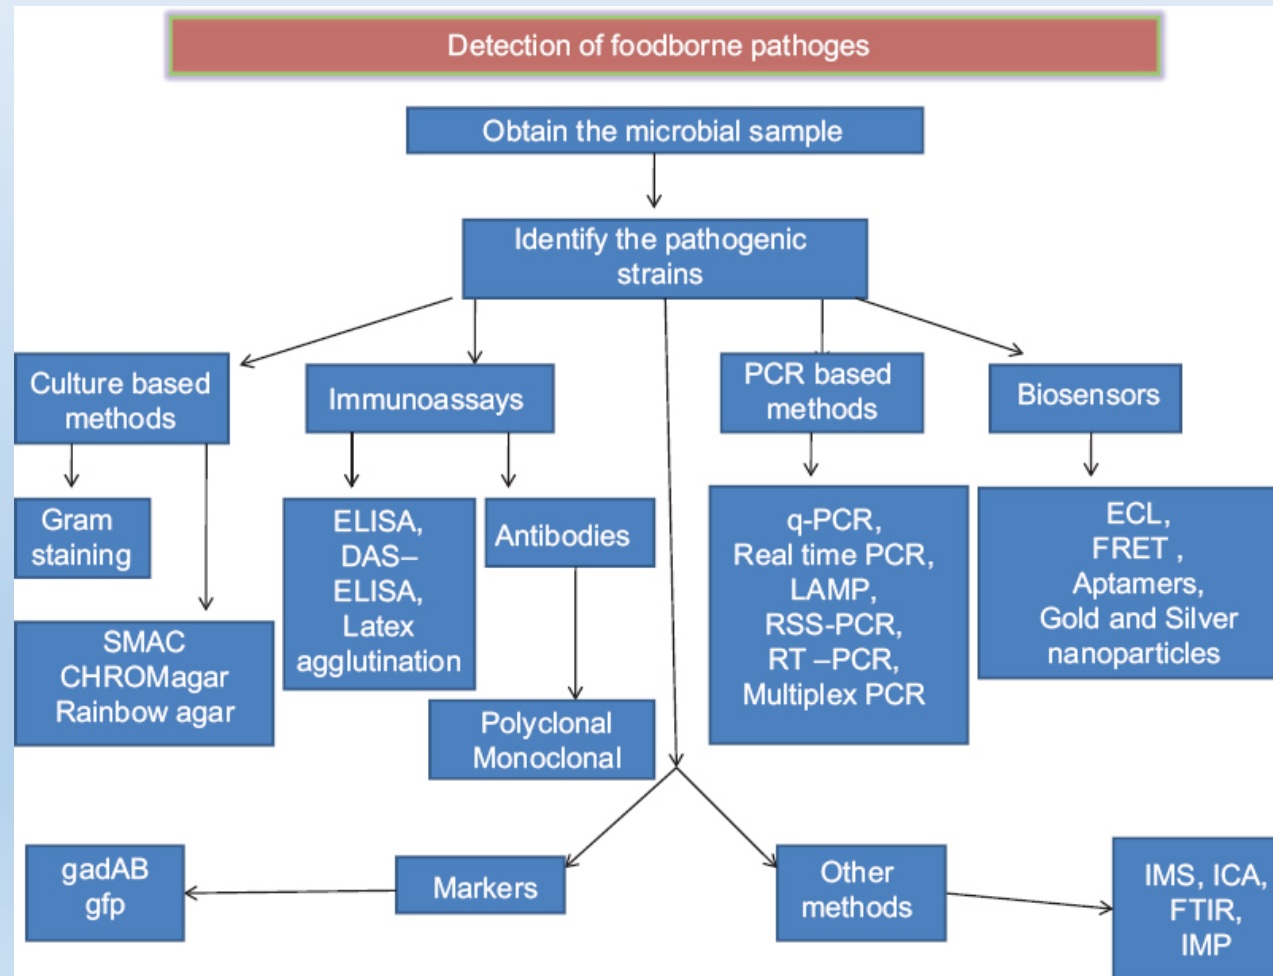 Detection of foodborne pathoges
Obtain the microbial sample
Identify the pathogenic
strains
Culture based
methods
Immunoassays
PCR based
methods
Biosensors
Gram
staining
SMAC
CHROMagar
Rainbow agar
ELISA,
DAS–
ELISA,
Latex
agglutination
Antibodies
Polyclonal
Monoclonal
q-PCR,
Real time PCR,
LAMP,
RSS-PCR,
RT –PCR,
Multiplex PCR
ECL,
FRET ,
Aptamers,
Gold and Silver
nanoparticles
gadAB
gfp
Markers
Other
methods
IMS, ICA,
FTIR,
IMP